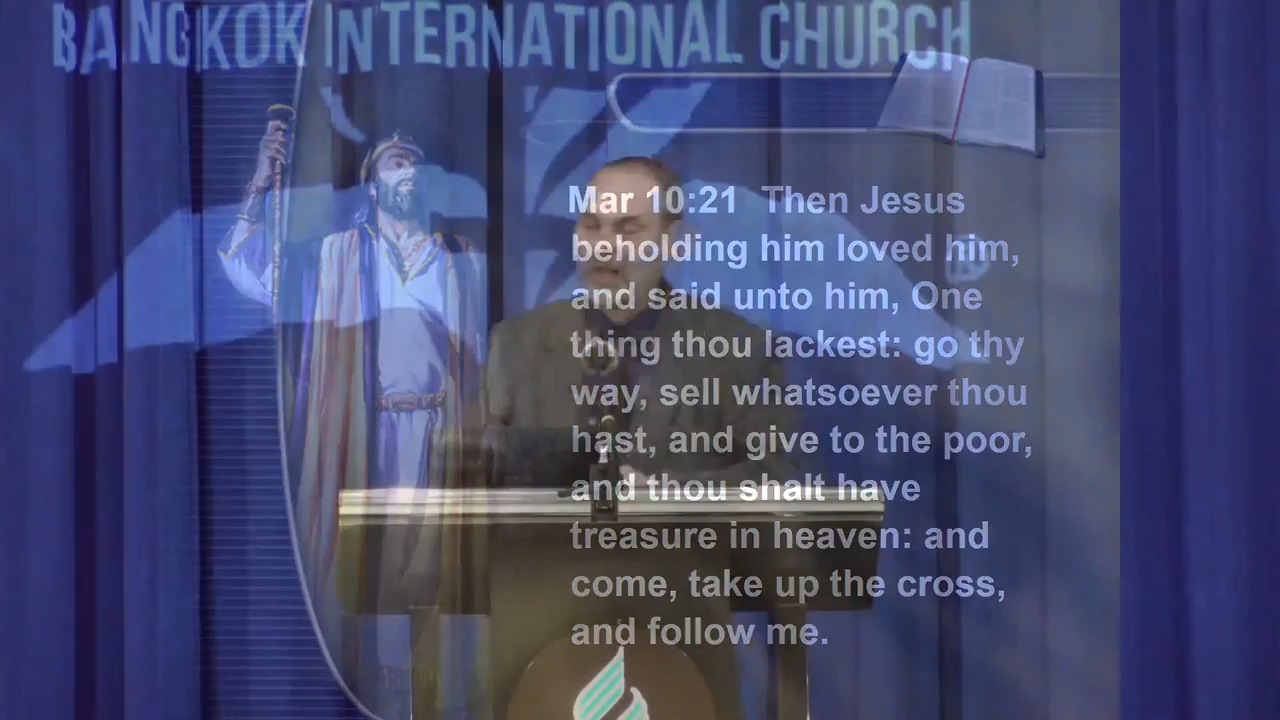 BANGKOK INTERNATIONAL CHURCH
Mar 10:21 Then Jesus
beholding him loved him,
and said unto him, One
thing thou lackest: go thy
way, sell whatsoever thou
hast, and give to the poor,
and thou shalt have
treasure in heaven: and
come, take up the cross,
and follow me.